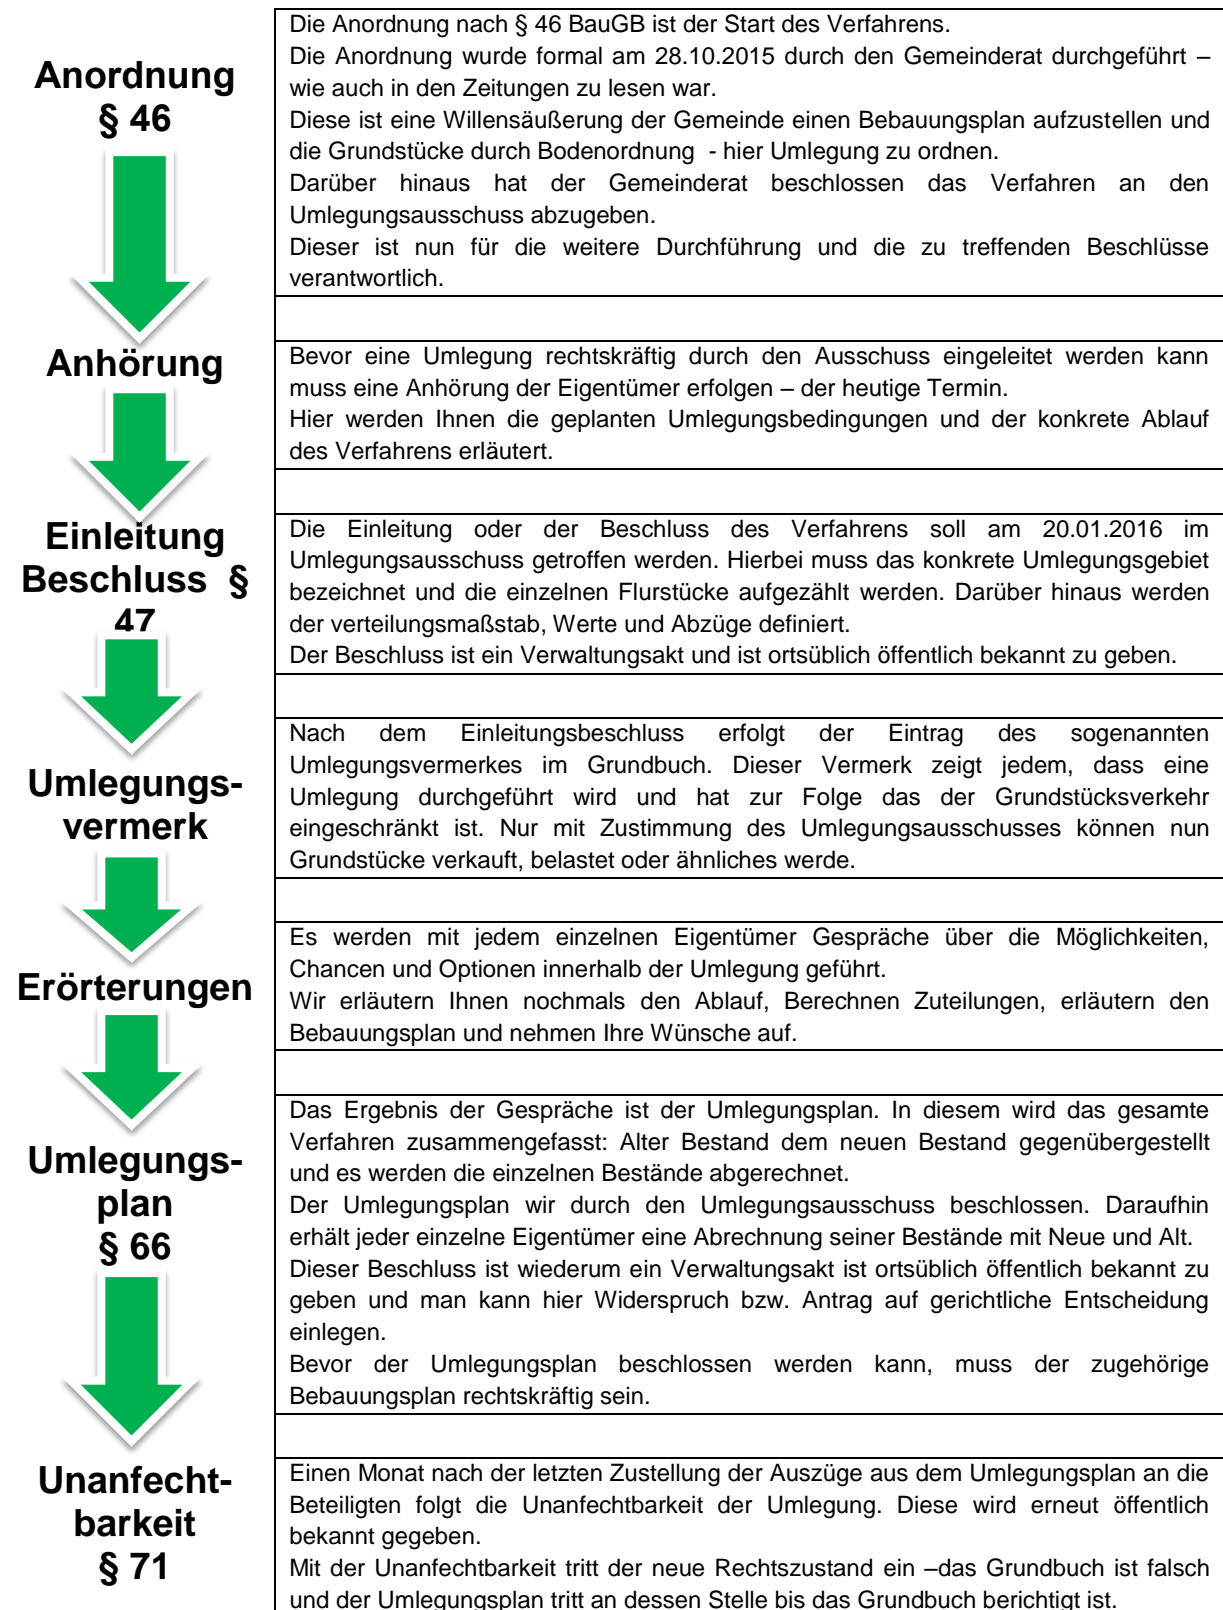 Anordnung
§ 46
Die Anordnung nach § 46 BauGB ist der Start des Verfahrens.
Die Anordnung wurde formal am 28.10.2015 durch den Gemeinderat durchgeführt –
wie auch in den Zeitungen zu lesen war.
Diese ist eine Willensäußerung der Gemeinde einen Bebauungsplan aufzustellen und
die Grundstücke durch Bodenordnung - hier Umlegung zu ordnen.
Darüber hinaus hat der Gemeinderat beschlossen das Verfahren an den
Umlegungsausschuss abzugeben.
Dieser ist nun für die weitere Durchführung und die zu treffenden Beschlüsse
verantwortlich.
Anhörung
Bevor eine Umlegung rechtskräftig durch den Ausschuss eingeleitet werden kann
muss eine Anhörung der Eigentümer erfolgen – der heutige Termin.
Hier werden Ihnen die geplanten Umlegungsbedingungen und der konkrete Ablauf
des Verfahrens erläutert.
Einleitung
Beschluss §
47
Die Einleitung oder der Beschluss des Verfahrens soll am 20.01.2016 im
Umlegungsausschuss getroffen werden. Hierbei muss das konkrete Umlegungsgebiet
bezeichnet und die einzelnen Flurstücke aufgezählt werden. Darüber hinaus werden
der verteilungsmaßstab, Werte und Abzüge definiert.
Der Beschluss ist ein Verwaltungsakt und ist ortsüblich öffentlich bekannt zu geben.
Umlegungs-
vermerk
Nach dem Einleitungsbeschluss erfolgt der Eintrag des sogenannten
Umlegungsvermerkes im Grundbuch. Dieser Vermerk zeigt jedem, dass eine
Umlegung durchgeführt wird und hat zur Folge das der Grundstücksverkehr
eingeschränkt ist. Nur mit Zustimmung des Umlegungsausschusses können nun
Grundstücke verkauft, belastet oder ähnliches werde.
Erörterungen
Es werden mit jedem einzelnen Eigentümer Gespräche über die Möglichkeiten,
Chancen und Optionen innerhalb der Umlegung geführt.
Wir erläutern Ihnen nochmals den Ablauf, Berechnen Zuteilungen, erläutern den
Bebauungsplan und nehmen Ihre Wünsche auf.
Umlegungs-
plan
§ 66
Das Ergebnis der Gespräche ist der Umlegungsplan. In diesem wird das gesamte
Verfahren zusammengefasst: Alter Bestand dem neuen Bestand gegenübergestellt
und es werden die einzelnen Bestände abgerechnet.
Der Umlegungsplan wir durch den Umlegungsausschuss beschlossen. Daraufhin
erhält jeder einzelne Eigentümer eine Abrechnung seiner Bestände mit Neue und Alt.
Dieser Beschluss ist wiederum ein Verwaltungsakt ist ortsüblich öffentlich bekannt zu
geben und man kann hier Widerspruch bzw. Antrag auf gerichtliche Entscheidung
einlegen.
Bevor der Umlegungsplan beschlossen werden kann, muss der zugehörige
Bebauungsplan rechtskräftig sein.
Unanfecht-
barkeit
§ 71
Einen Monat nach der letzten Zustellung der Auszüge aus dem Umlegungsplan an die
Beteiligten folgt die Unanfechtbarkeit der Umlegung. Diese wird erneut öffentlich
bekannt gegeben.
Mit der Unanfechtbarkeit tritt der neue Rechtszustand ein –das Grundbuch ist falsch
und der Umlegungsplan tritt an dessen Stelle bis das Grundbuch berichtigt ist.